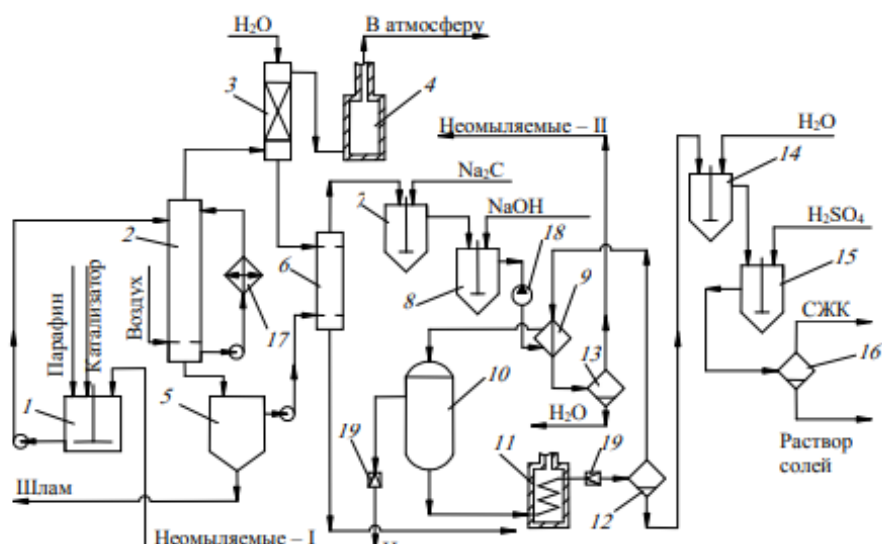 H₂O
В атмосферу
3
4
Неомыляемые – II
H₂O
14
Na₂C
7
NaOH
H₂SO₄
2
6
18
15
Парафин
Катализатор
Воздух
8
9
СЖК
17
16
13
10
1
5
19
H₂O
11
19
Раствор
солей
12
Шлам
Неомыляемые – I